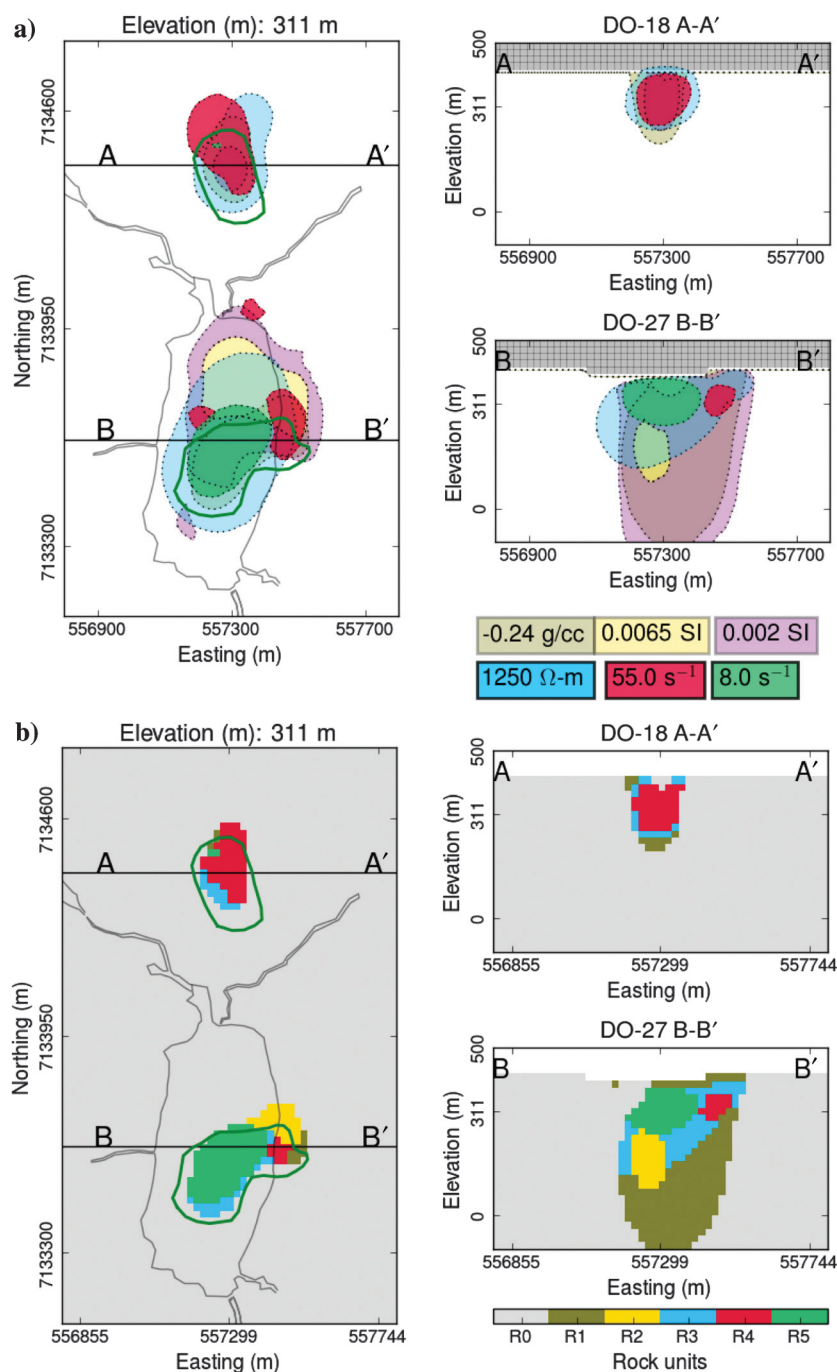 a)
Elevation (m): 311 m
A
A′
B
B′
Northing (m)
7134600
7133950
7133300
556900
557300
557700
Easting (m)
DO-18 A-A′
A
A′
Elevation (m)
500
311
0
556900
557300
557700
Easting (m)
DO-27 B-B′
B
B′
Elevation (m)
500
311
0
556900
557300
557700
Easting (m)
-0.24 g/cc
0.0065 SI
0.002 SI
1250 Ω-m
55.0 s⁻¹
8.0 s⁻¹
b)
Elevation (m): 311 m
A
A′
B
B′
Northing (m)
7134600
7133950
7133300
556855
557299
557744
Easting (m)
DO-18 A-A′
A
A′
Elevation (m)
500
311
0
556855
557299
557744
Easting (m)
DO-27 B-B′
B
B′
Elevation (m)
500
311
0
556855
557299
557744
Easting (m)
R0 R1 R2 R3 R4 R5
Rock units